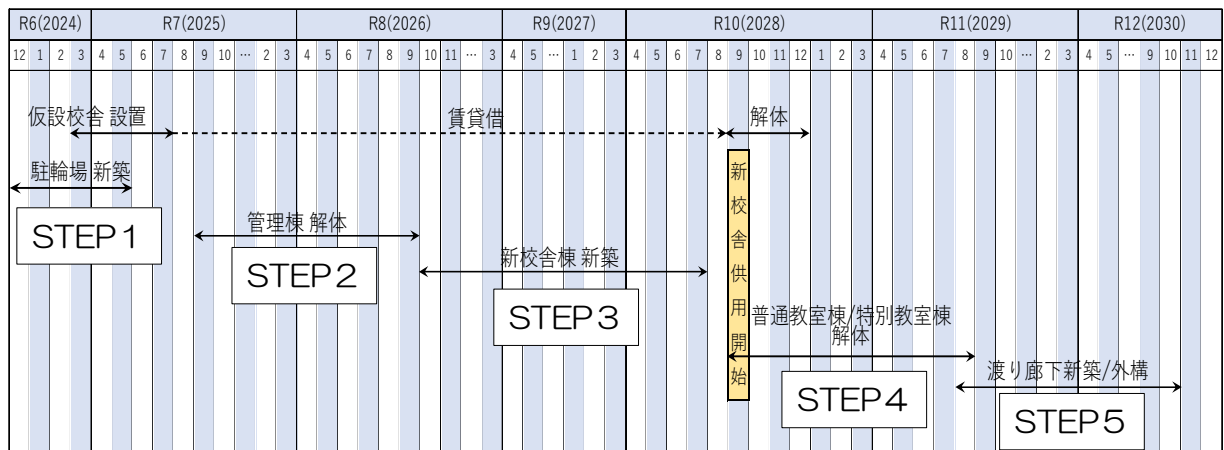 R6(2024) R7(2025) R8(2026) R9(2027) R10(2028) R11(2029) R12(2030)
12 1 2 3 4 5 6 7 8 9 10 … 2 3 4 5 6 7 8 9 10 11 … 3 4 5 … 1 2 3 4 5 6 7 8 9 10 11 12 1 2 3 4 5 6 7 8 9 10 … 2 3 4 5 … 9 10 11 12
仮設校舎 設置 賃貸借 解体
駐輪場 新築
STEP1
管理棟 解体
STEP2
新校舎棟 新築
STEP3
新校舎供用開始
普通教室棟/特別教室棟
解体
STEP4
渡り廊下新築/外構
STEP5